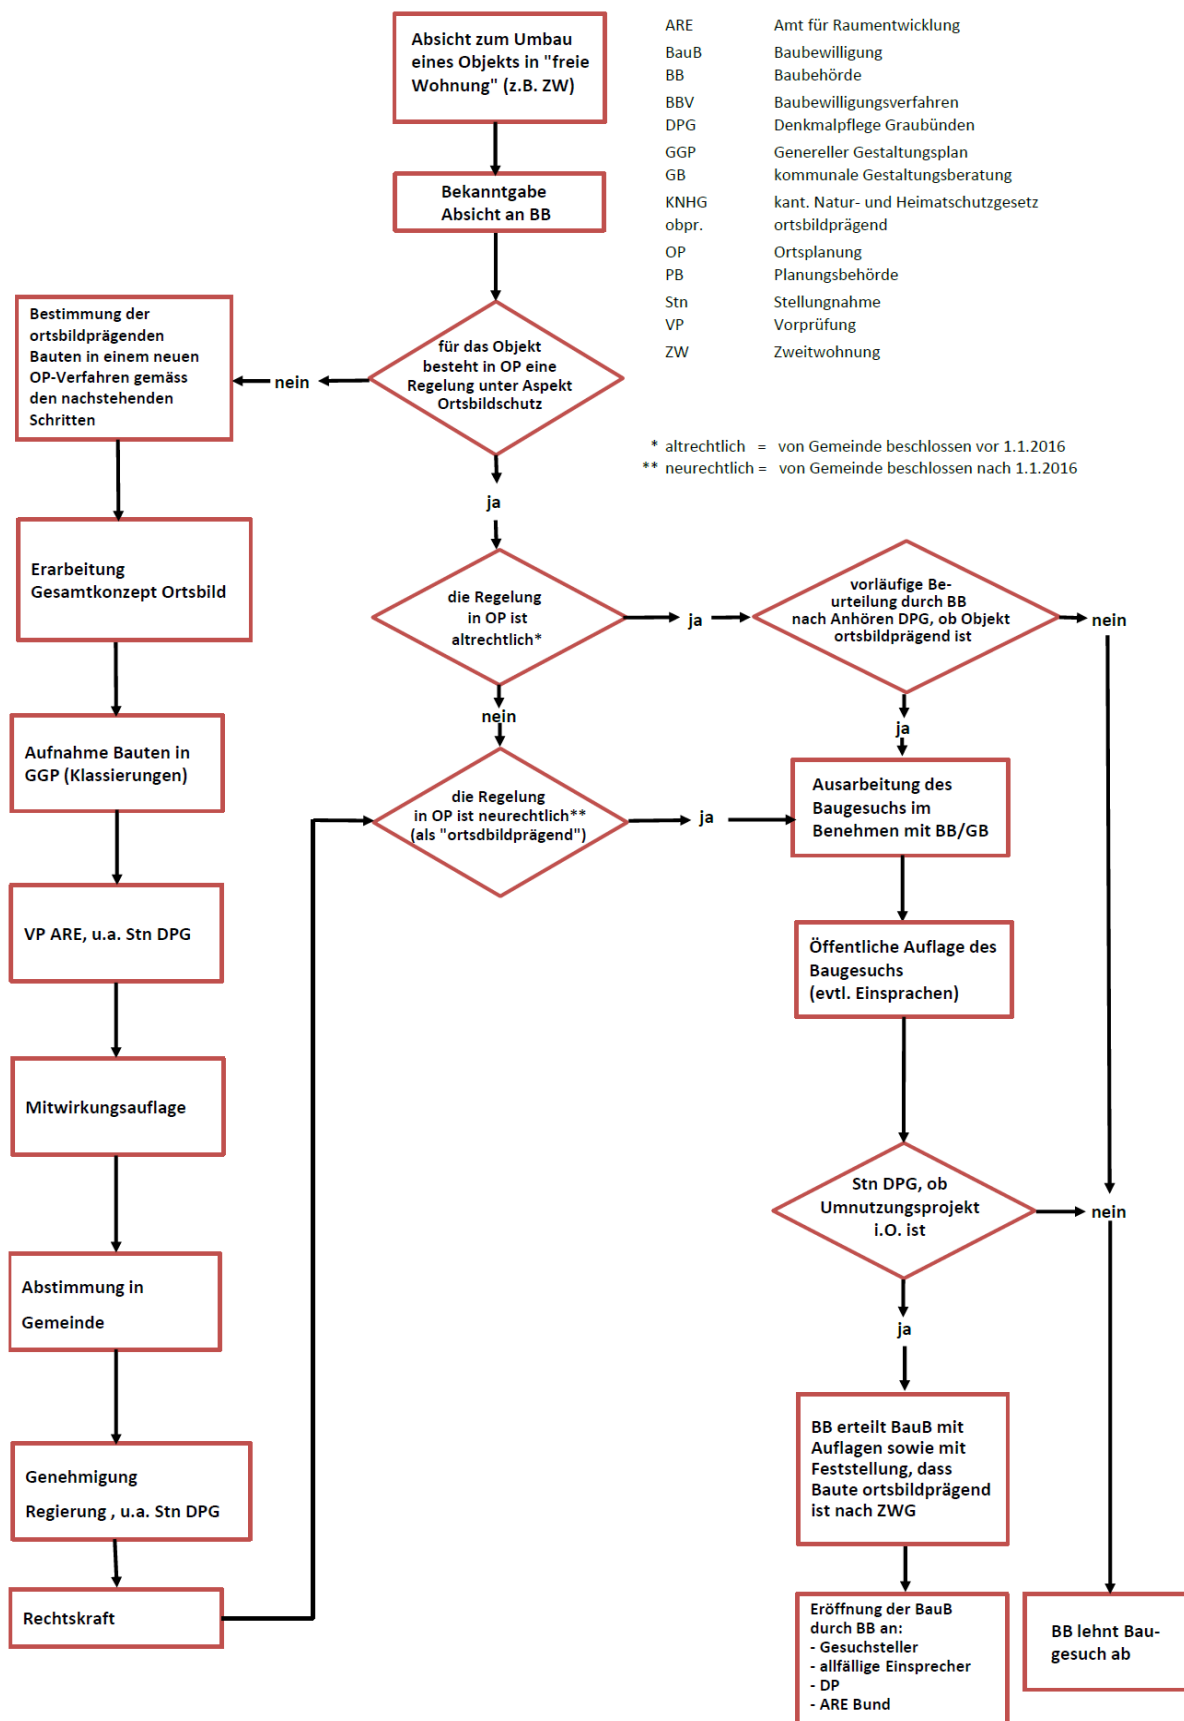 Absicht zum Umbau
eines Objekts in "freie
Wohnung" (z.B. ZW)
ARE Amt für Raumentwicklung
BauB Baubewilligung
BB Baubehörde
BBV Baubewilligungsverfahren
DPG Denkmalpflege Graubünden
GGP Genereller Gestaltungsplan
GB kommunale Gestaltungsberatung
KNHG kant. Natur- und Heimatschutzgesetz
obpr. ortsbildprägend
OP Ortsplanung
PB Planungsbehörde
Stn Stellungnahme
VP Vorprüfung
ZW Zweitwohnung
* altrechtlich = von Gemeinde beschlossen vor 1.1.2016
** neurechtlich = von Gemeinde beschlossen nach 1.1.2016
Bekanntgabe
Absicht an BB
für das Objekt
besteht in OP eine
Regelung unter Aspekt
Ortsbildschutz
nein
Bestimmung der
ortsbildprägenden
Bauten in einem neuen
OP-Verfahren gemäss
den nachstehenden
Schritten
Erarbeitung
Gesamtkonzept Ortsbild
Aufnahme Bauten in
GGP (Klassierungen)
VP ARE, u.a. Stn DPG
Mitwirkungsauflage
Abstimmung in
Gemeinde
Genehmigung
Regierung , u.a. Stn DPG
Rechtskraft
ja
die Regelung
in OP ist
altrechtlich*
ja
vorläufige Be-
urteilung durch BB
nach Anhören DPG, ob Objekt
ortsbildprägend ist
nein
nein
ja
die Regelung
in OP ist neurechtlich**
(als "ortsdbildprägend")
ja
Ausarbeitung des
Baugesuchs im
Benehmen mit BB/GB
Öffentliche Auflage des
Baugesuchs
(evtl. Einsprachen)
Stn DPG, ob
Umnutzungsprojekt
i.O. ist
nein
ja
BB erteilt BauB mit
Auflagen sowie mit
Feststellung, dass
Baute ortsbildprägend
ist nach ZWG
Eröffnung der BauB
durch BB an:
- Gesuchsteller
- allfällige Einsprecher
- DP
- ARE Bund
BB lehnt Bau-
gesuch ab